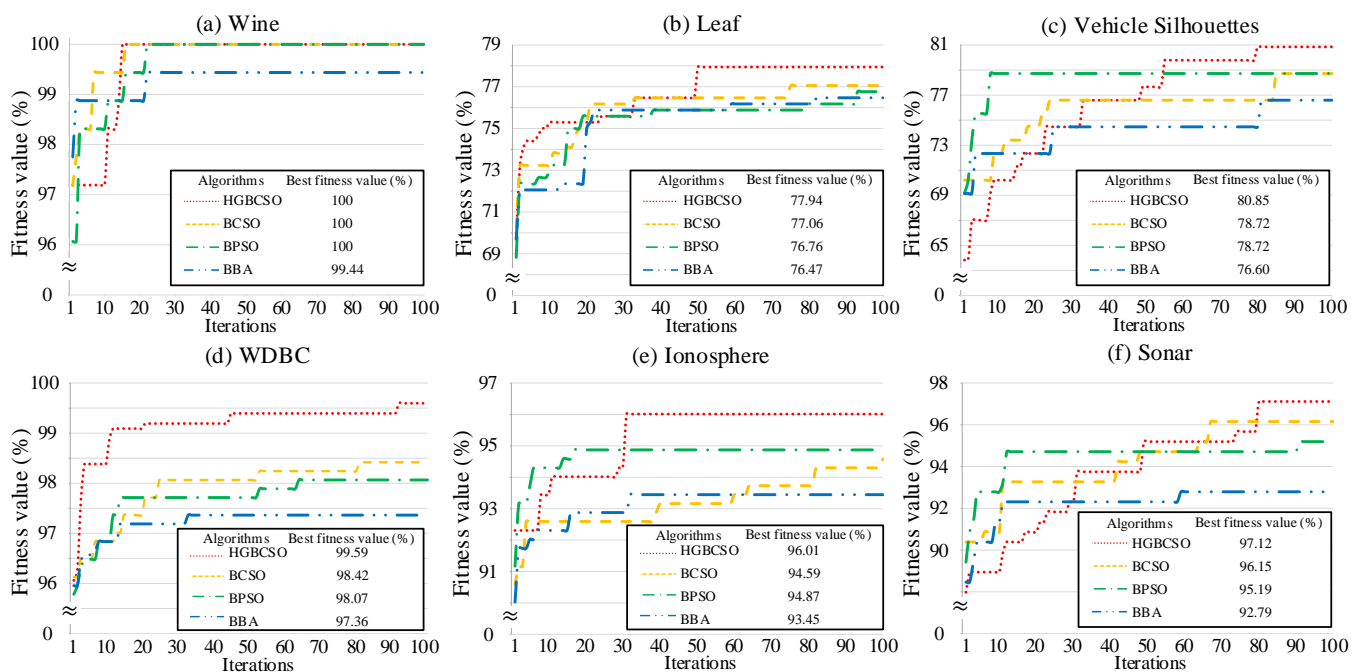 (a) Wine
Fitness value (%)
100
99
98
97
96
≈
0
Algorithms Best fitness value (%)
HGBCSO 100
BCSO 100
BPSO 100
BBA 99.44
1 10 20 30 40 50 60 70 80 90 100
Iterations
(b) Leaf
Fitness value (%)
79
77
75
73
71
69
≈
0
Algorithms Best fitness value (%)
HGBCSO 77.94
BCSO 77.06
BPSO 76.76
BBA 76.47
1 10 20 30 40 50 60 70 80 90 100
Iterations
(c) Vehicle Silhouettes
Fitness value (%)
81
77
73
69
65
≈
0
Algorithms Best fitness value (%)
HGBCSO 80.85
BCSO 78.72
BPSO 78.72
BBA 76.60
1 10 20 30 40 50 60 70 80 90 100
Iterations
(d) WDBC
Fitness value (%)
100
99
98
97
96
≈
0
Algorithms Best fitness value (%)
HGBCSO 99.59
BCSO 98.42
BPSO 98.07
BBA 97.36
1 10 20 30 40 50 60 70 80 90 100
Iterations
(e) Ionosphere
Fitness value (%)
97
95
93
91
≈
0
Algorithms Best fitness value (%)
HGBCSO 96.01
BCSO 94.59
BPSO 94.87
BBA 93.45
1 10 20 30 40 50 60 70 80 90 100
Iterations
(f) Sonar
Fitness value (%)
98
96
94
92
90
≈
0
Algorithms Best fitness value (%)
HGBCSO 97.12
BCSO 96.15
BPSO 95.19
BBA 92.79
1 10 20 30 40 50 60 70 80 90 100
Iterations